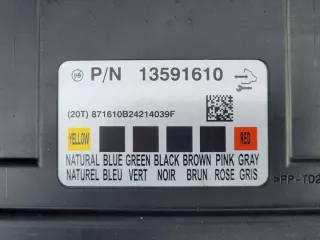 P/N 13591610
(20T) 871610B24214039F
YELLOW RED
NATURAL BLUE GREEN BLACK BROWN PINK GRAY
NATUREL BLEU VERT NOIR BRUN ROSE GRIS